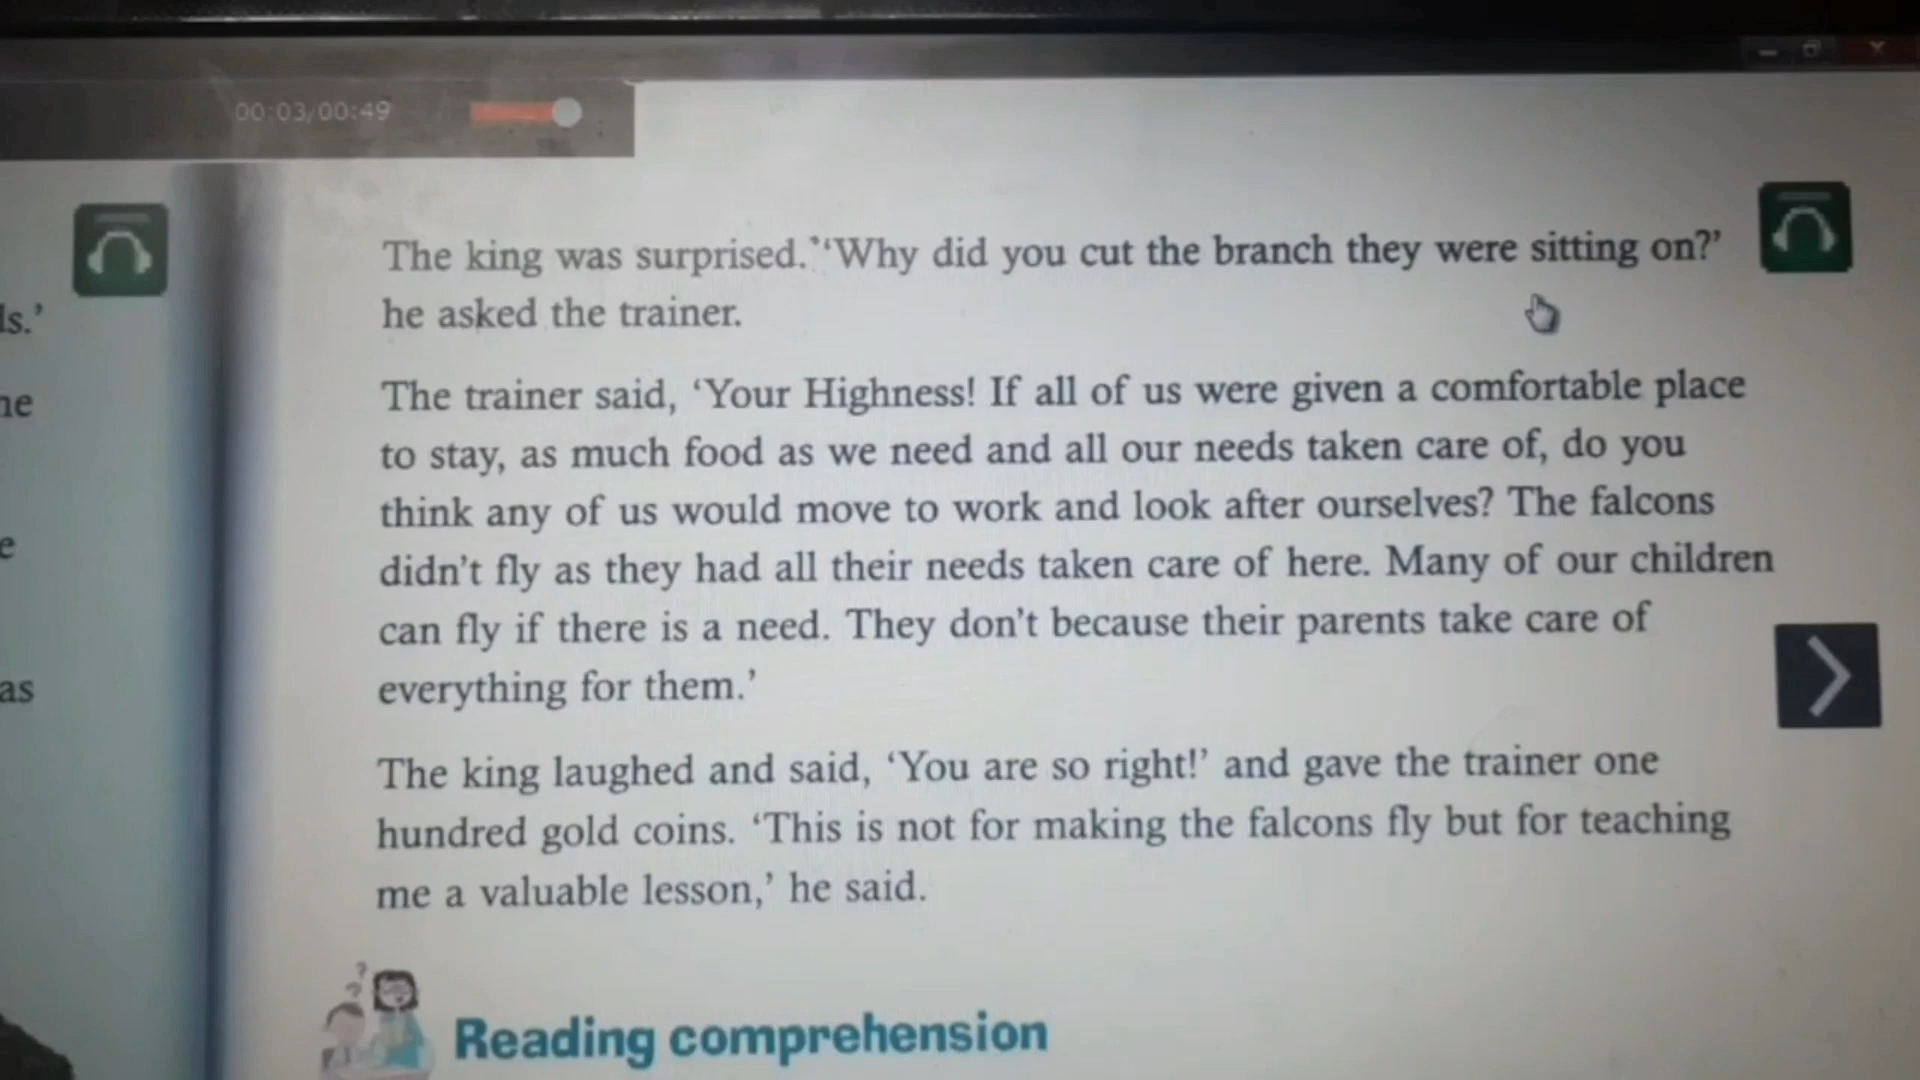 00:03/00:49
ls.’
ne
e
as
The king was surprised. ‘Why did you cut the branch they were sitting on?’
he asked the trainer.
The trainer said, ‘Your Highness! If all of us were given a comfortable place
to stay, as much food as we need and all our needs taken care of, do you
think any of us would move to work and look after ourselves? The falcons
didn’t fly as they had all their needs taken care of here. Many of our children
can fly if there is a need. They don’t because their parents take care of
everything for them.’
The king laughed and said, ‘You are so right!’ and gave the trainer one
hundred gold coins. ‘This is not for making the falcons fly but for teaching
me a valuable lesson,’ he said.
Reading comprehension